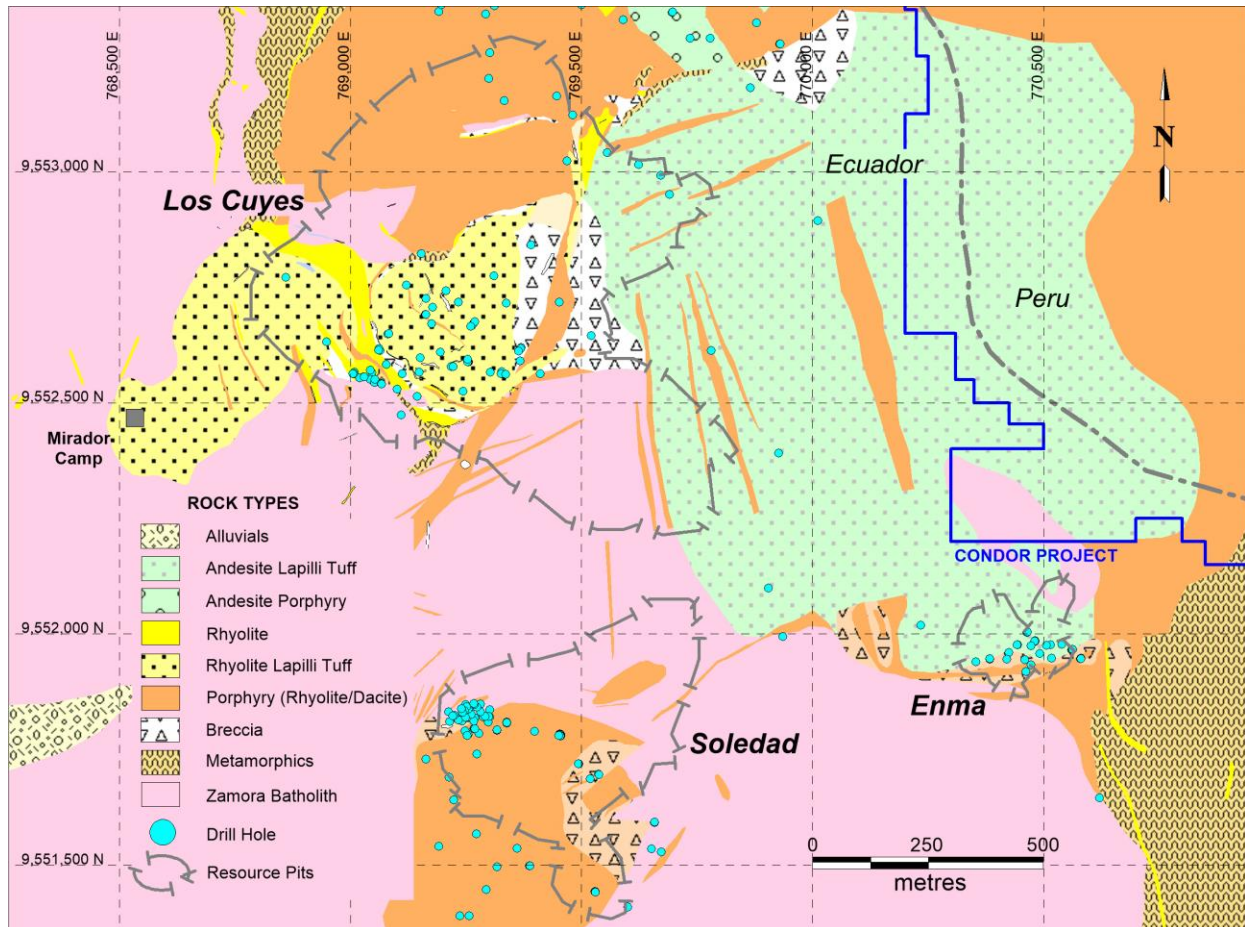 788.500 E
769.000 E
769.500 E
770.000 E
770.500 E
N
9,553.000 N
Ecuador
Los Cuyes
Peru
9,552.500 N
Mirador
Camp
ROCK TYPES
Alluvials
Andesite Lapilli Tuff
Andesite Porphyry
Rhyolite
Rhyolite Lapilli Tuff
Porphyry (Rhyolite/Dacite)
Breccia
Metamorphics
Zamora Batholith
Drill Hole
Resource Pits
CONDOR PROJECT
9,552.000 N
Enma
Soledad
9,551.500 N
0 250 500
metres